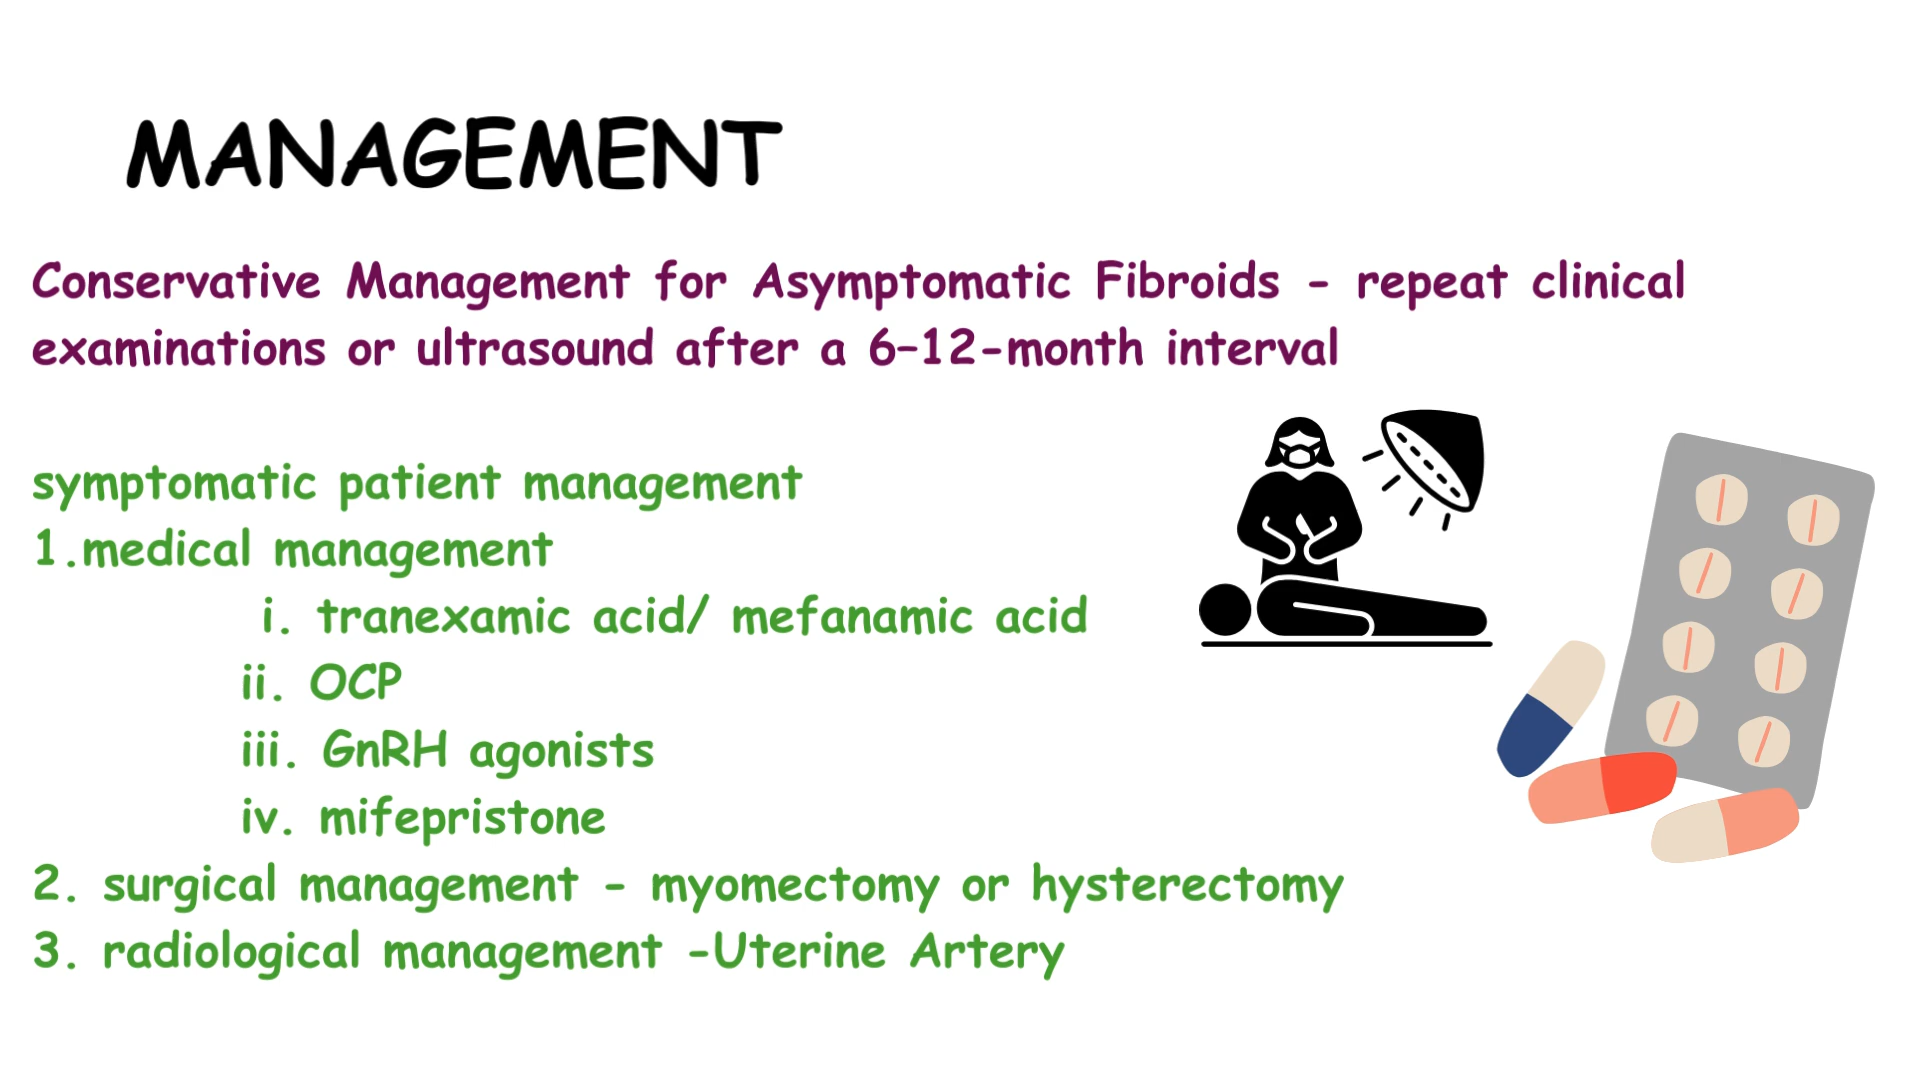 MANAGEMENT
Conservative Management for Asymptomatic Fibroids - repeat clinical
examinations or ultrasound after a 6–12-month interval
symptomatic patient management
1.medical management
i. tranexamic acid/ mefanamic acid
ii. OCP
iii. GnRH agonists
iv. mifepristone
2. surgical management - myomectomy or hysterectomy
3. radiological management -Uterine Artery